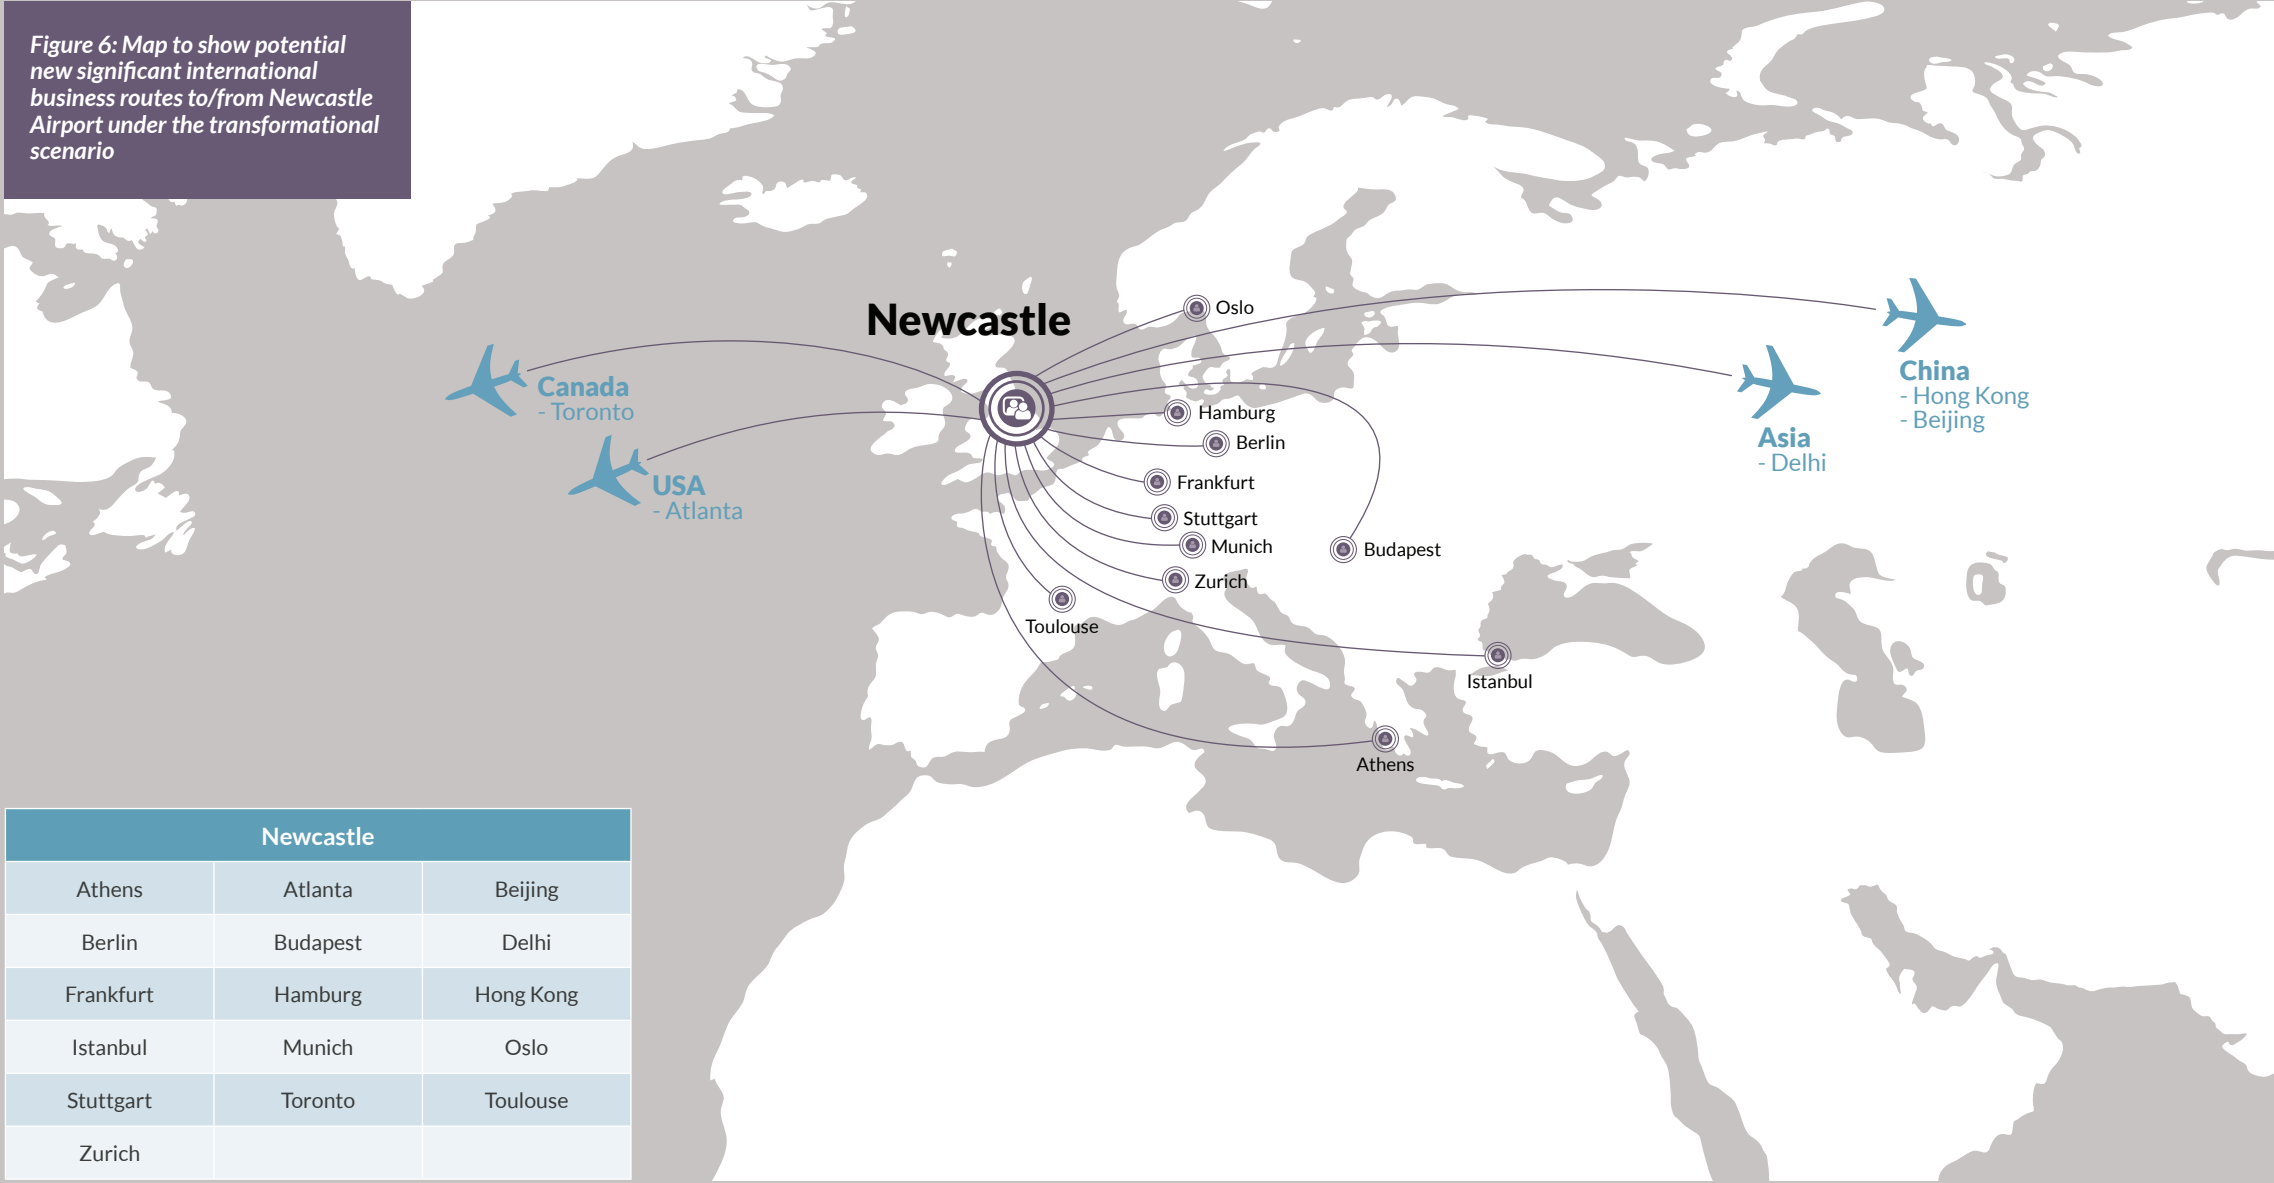 Figure 6: Map to show potential
new significant international
business routes to/from Newcastle
Airport under the transformational
scenario
Newcastle
Oslo
Canada
- Toronto
USA
- Atlanta
China
- Hong Kong
- Beijing
Asia
- Delhi
Hamburg
Berlin
Frankfurt
Stuttgart
Munich
Budapest
Zurich
Toulouse
Istanbul
Athens
Newcastle
Athens Atlanta Beijing
Berlin Budapest Delhi
Frankfurt Hamburg Hong Kong
Istanbul Munich Oslo
Stuttgart Toronto Toulouse
Zurich